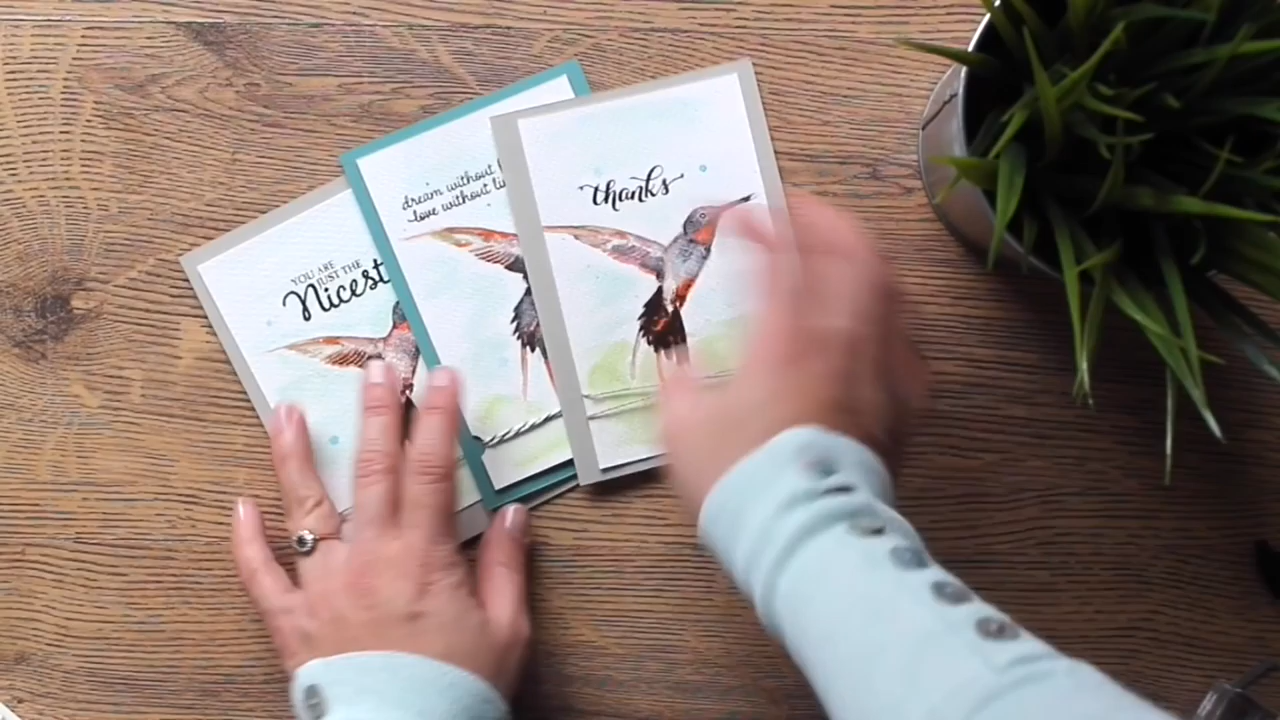 YOU ARE
JUST THE
Nicest
dream without
love without
thanks